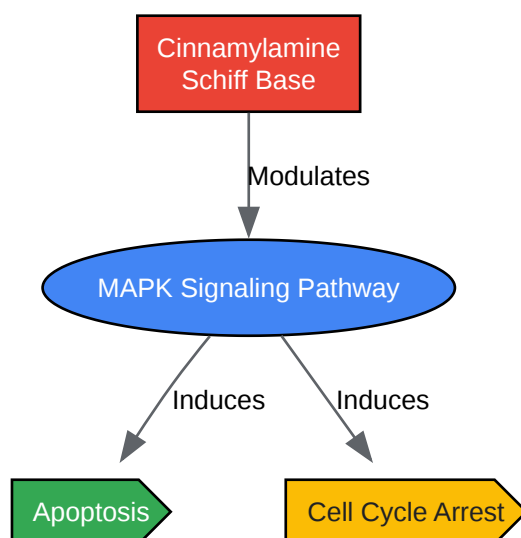 Cinnamylamine
Schiff Base
Modulates
MAPK Signaling Pathway
Induces
Induces
Apoptosis
Cell Cycle Arrest